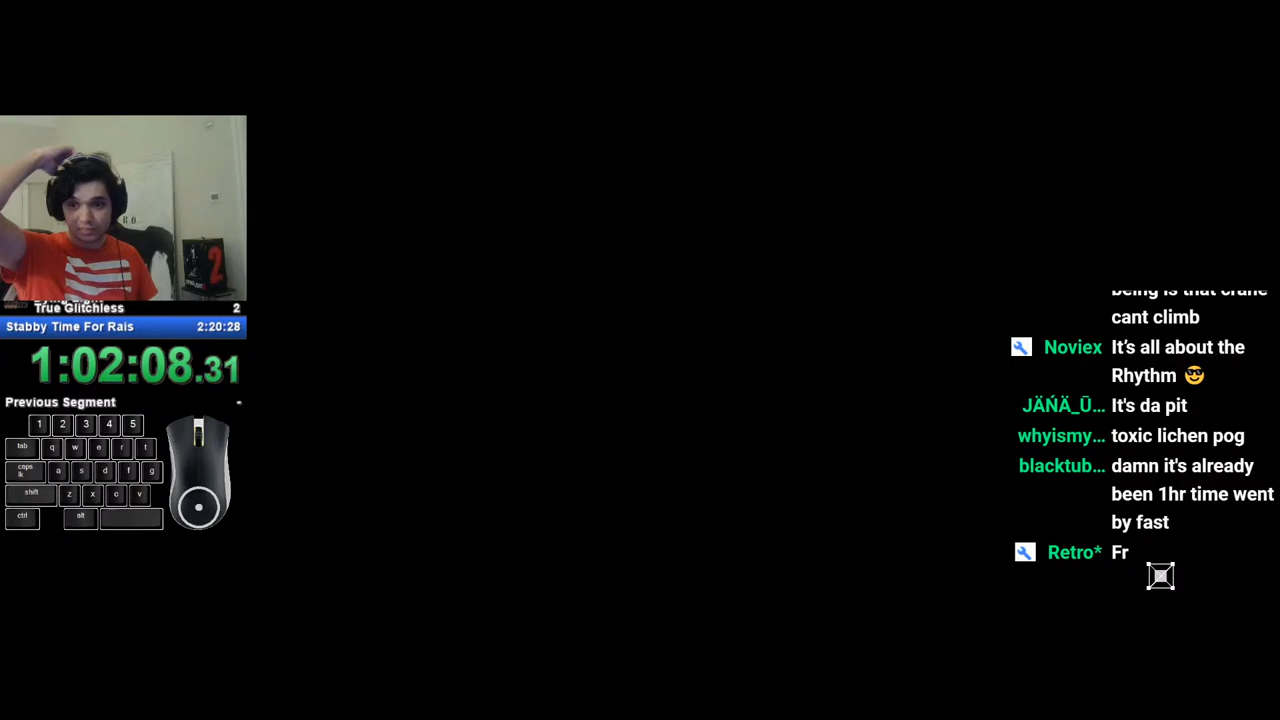 True Glitchless 2
Stabby Time For Rais 2:20:28
1:02:08.31
Previous Segment -
1 2 3 4 5
tab q w e r t
caps lk a s d f g
shift z x c v
ctrl alt
cant climb
Noviex It’s all about the
Rhythm 😎
JÄŃÄ_Ū… It's da pit
whyismy… toxic lichen pog
blacktub… damn it's already
been 1hr time went
by fast
Retro* Fr